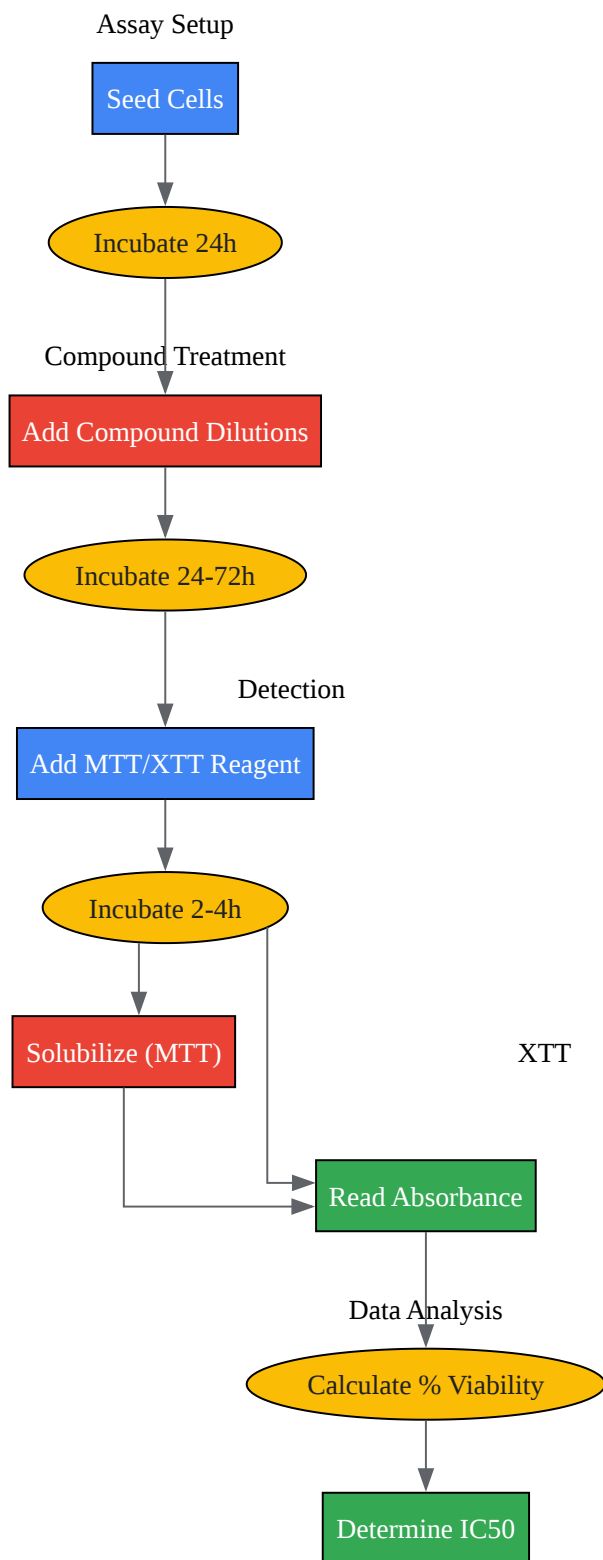 Assay Setup
Seed Cells
Incubate 24h
Compound Treatment
Add Compound Dilutions
Incubate 24-72h
Detection
Add MTT/XTT Reagent
Incubate 2-4h
Solubilize (MTT)
XTT
Read Absorbance
Data Analysis
Calculate % Viability
Determine IC50